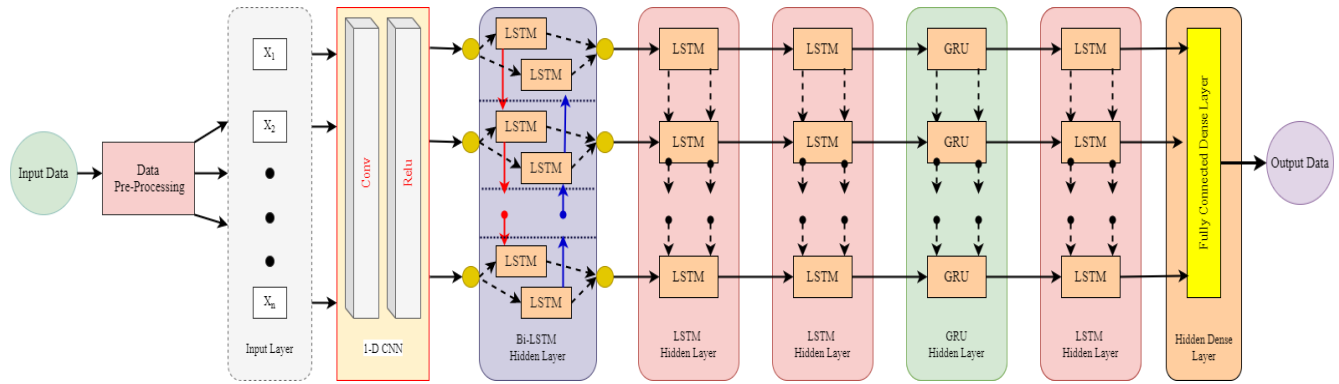 Input Data
Data
Pre-Processing
X1
X2
Xn
Input Layer
Conv
Relu
1-D CNN
LSTM
LSTM
LSTM
LSTM
LSTM
LSTM
Bi-LSTM
Hidden Layer
LSTM
LSTM
LSTM
LSTM
Hidden Layer
LSTM
LSTM
LSTM
LSTM
Hidden Layer
GRU
GRU
GRU
GRU
Hidden Layer
LSTM
LSTM
LSTM
LSTM
Hidden Layer
Fully Connected Dense Layer
Hidden Dense
Layer
Output Data